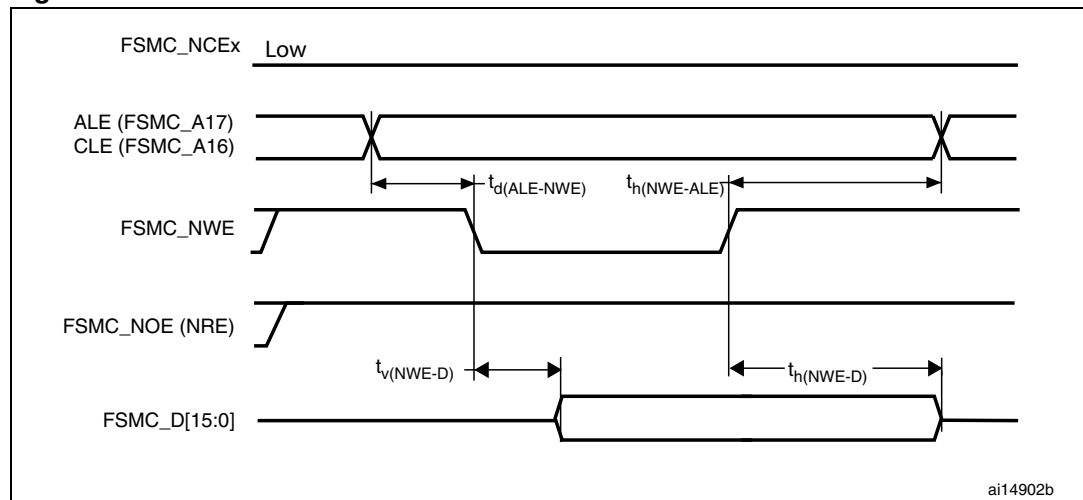 FSMC_NCEx
Low
ALE (FSMC_A17)
CLE (FSMC_A16)
td(ALE-NWE)
th(NWE-ALE)
FSMC_NWE
FSMC_NOE (NRE)
tv(NWE-D)
th(NWE-D)
FSMC_D[15:0]
ai14902b